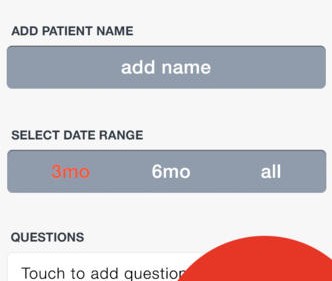 ADD PATIENT NAME
add name
SELECT DATE RANGE
3mo 6mo all
QUESTIONS
Touch to add question